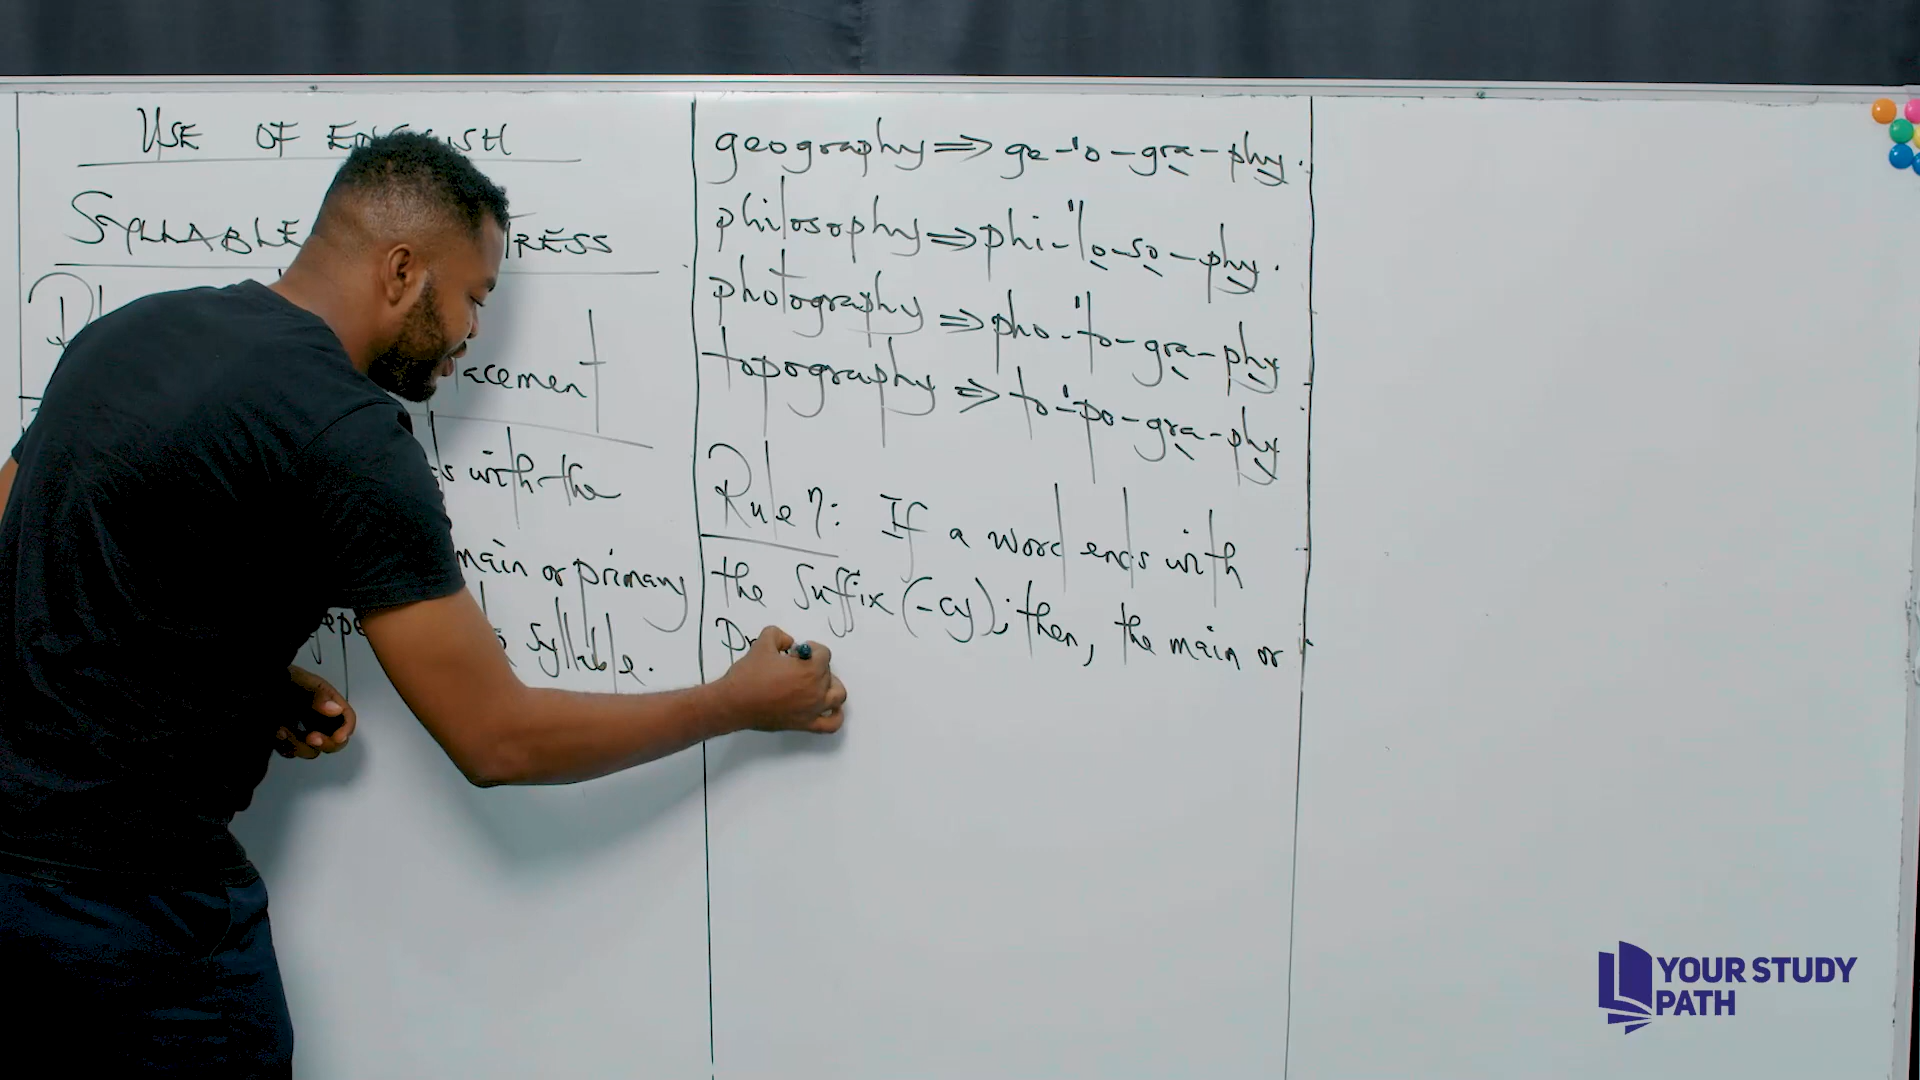 USE OF ENGLISH
SYLLABLE STRESS
acement
with the
main or primary
syllable.
geography ⇒ ge-'o-gra-phy.
philosophy ⇒ phi-'lo-so-phy.
photography ⇒ pho-'to-gra-phy
topography ⇒ to-'po-gra-phy
Rule 7: If a word ends with
the suffix (-cy); then, the main or
pr
YOUR STUDY
PATH